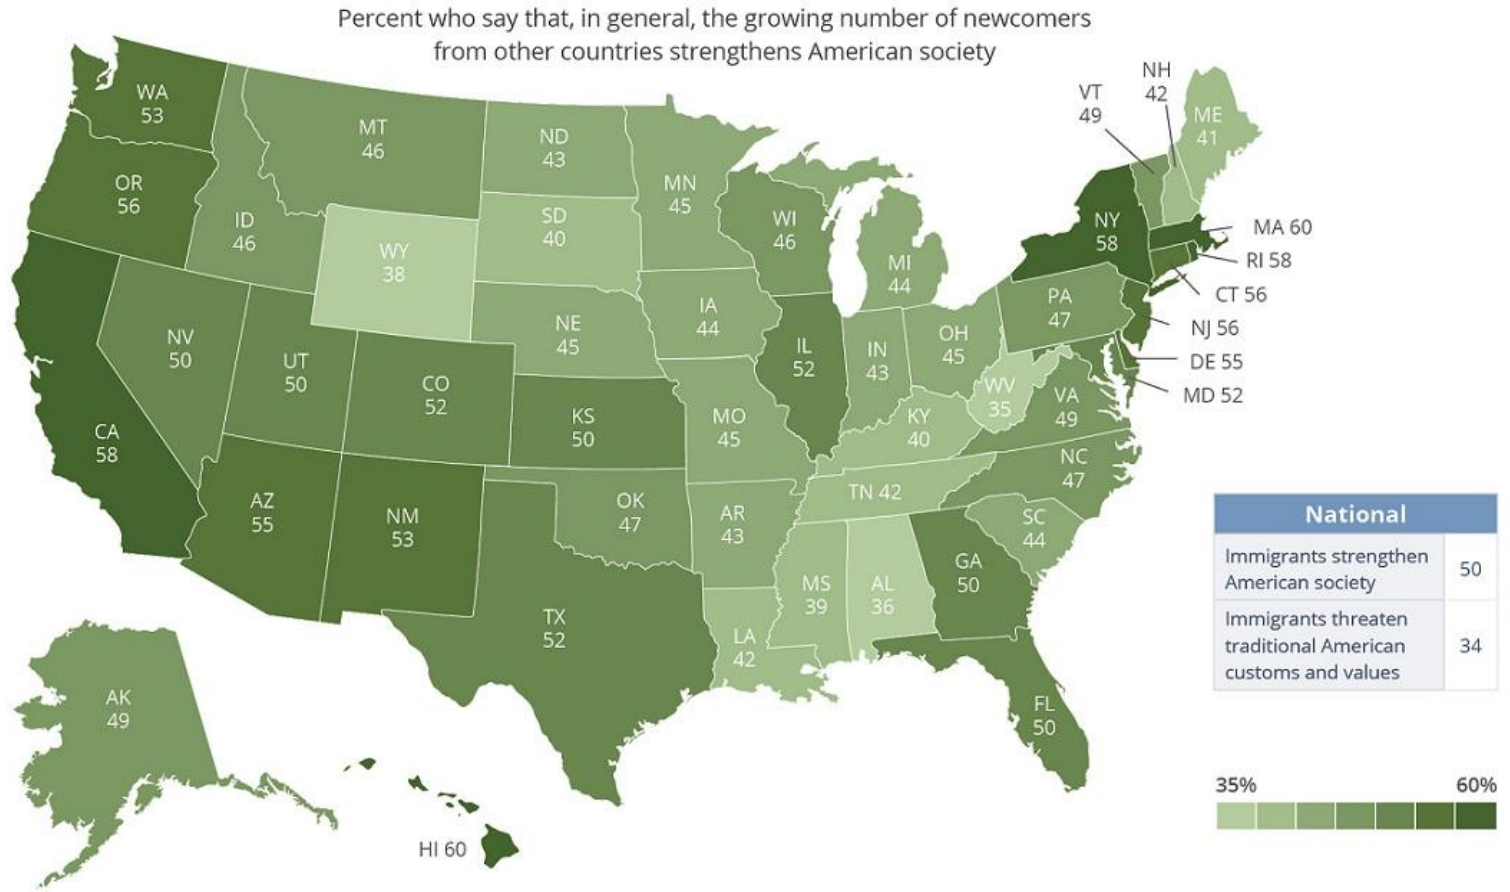 Percent who say that, in general, the growing number of newcomers
from other countries strengthens American society
WA
53
OR
56
CA
58
ID
46
NV
50
MT
46
WY
38
UT
50
AZ
55
CO
52
NM
53
ND
43
SD
40
NE
45
KS
50
OK
47
TX
52
MN
45
IA
44
MO
45
AR
43
LA
42
WI
46
IL
52
MI
44
IN
43
OH
45
KY
40
TN 42
MS
39
AL
36
GA
50
FL
50
SC
44
NC
47
VA
49
WV
35
PA
47
NY
58
VT
49
NH
42
ME
41
MA 60
RI 58
CT 56
NJ 56
DE 55
MD 52
AK
49
HI 60
National
Immigrants strengthen
American society
50
Immigrants threaten
traditional American
customs and values
34
35%
60%